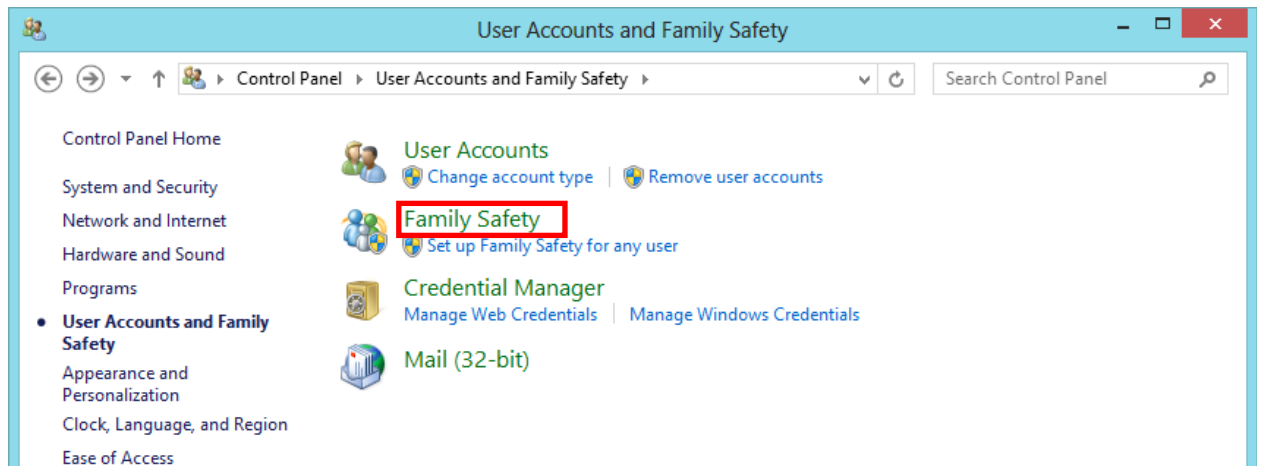 User Accounts and Family Safety
Control Panel User Accounts and Family Safety Search Control Panel
Control Panel Home
System and Security
Network and Internet
Hardware and Sound
Programs
User Accounts and Family
Safety
Appearance and
Personalization
Clock, Language, and Region
Ease of Access
User Accounts
Change account type Remove user accounts
Family Safety
Set up Family Safety for any user
Credential Manager
Manage Web Credentials Manage Windows Credentials
Mail (32-bit)